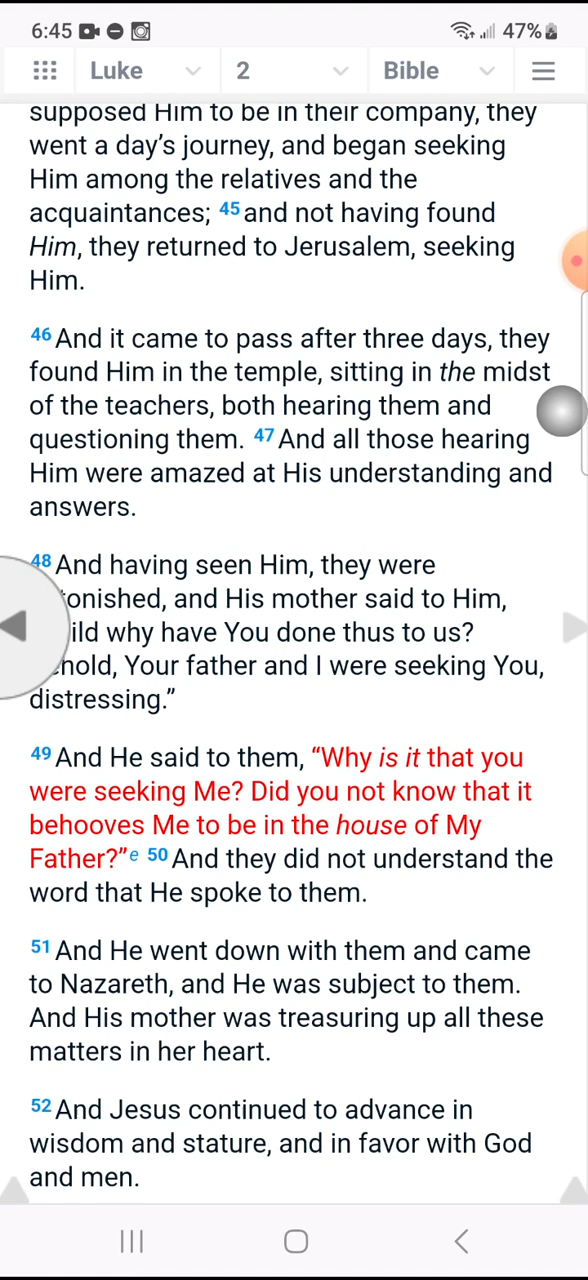 6:45 47%
Luke 2 Bible
supposed Him to be in their company, they
went a day’s journey, and began seeking
Him among the relatives and the
acquaintances; 45 and not having found
Him, they returned to Jerusalem, seeking
Him.
46 And it came to pass after three days, they
found Him in the temple, sitting in the midst
of the teachers, both hearing them and
questioning them. 47 And all those hearing
Him were amazed at His understanding and
answers.
48 And having seen Him, they were
tonished, and His mother said to Him,
ild why have You done thus to us?
hold, Your father and I were seeking You,
distressing.”
49 And He said to them, “Why is it that you
were seeking Me? Did you not know that it
behooves Me to be in the house of My
Father?”e 50 And they did not understand the
word that He spoke to them.
51 And He went down with them and came
to Nazareth, and He was subject to them.
And His mother was treasuring up all these
matters in her heart.
52 And Jesus continued to advance in
wisdom and stature, and in favor with God
and men.